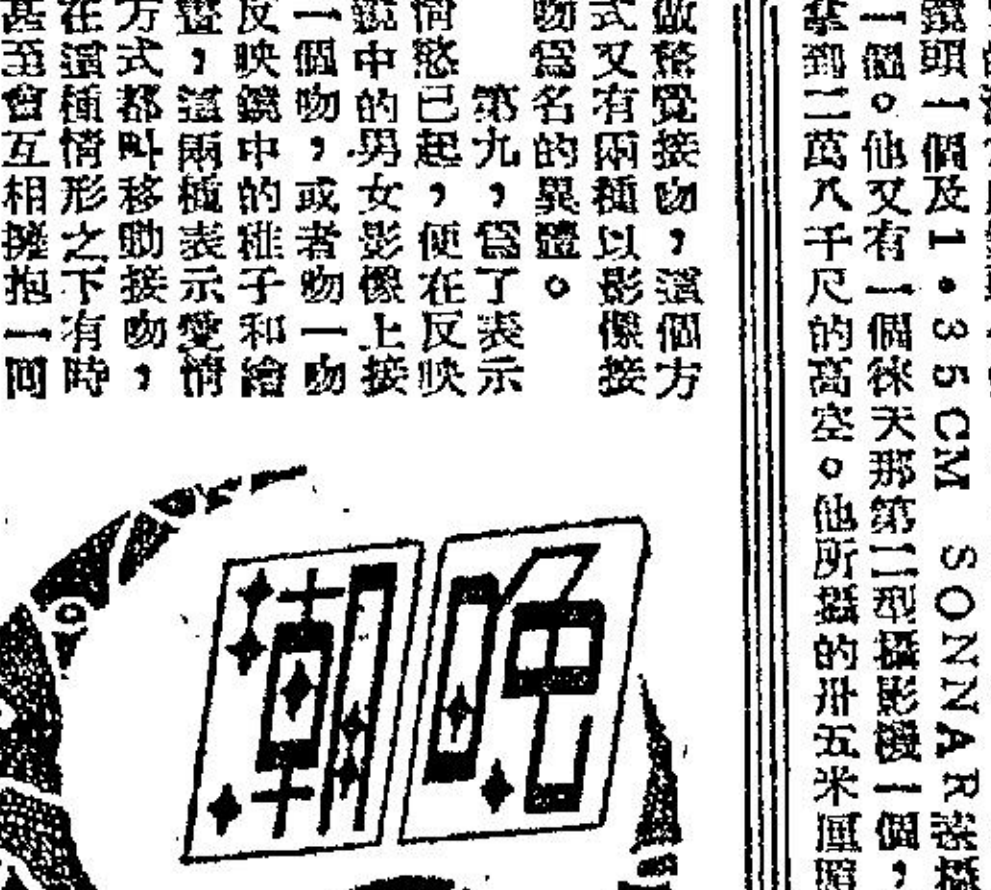 鏡頭一個及1•35CM SONNAR
一個。他又有一個徠天那第二型攝影機一個，
拿到二萬八千尺的高空。他所攝的卅五米厘照
做警覺接吻，這個方
式又有兩種以影像接
吻爲名的異體。
第九，爲了表示
情慾已起，便在反映
鏡中的男女影像上接
一個吻，或者吻一吻
反映鏡中的椎子和繪
畫，這兩種表示愛情
方式都叫移動接吻，
在這種情形之下有時
甚至會互相擁抱一間
晚潮